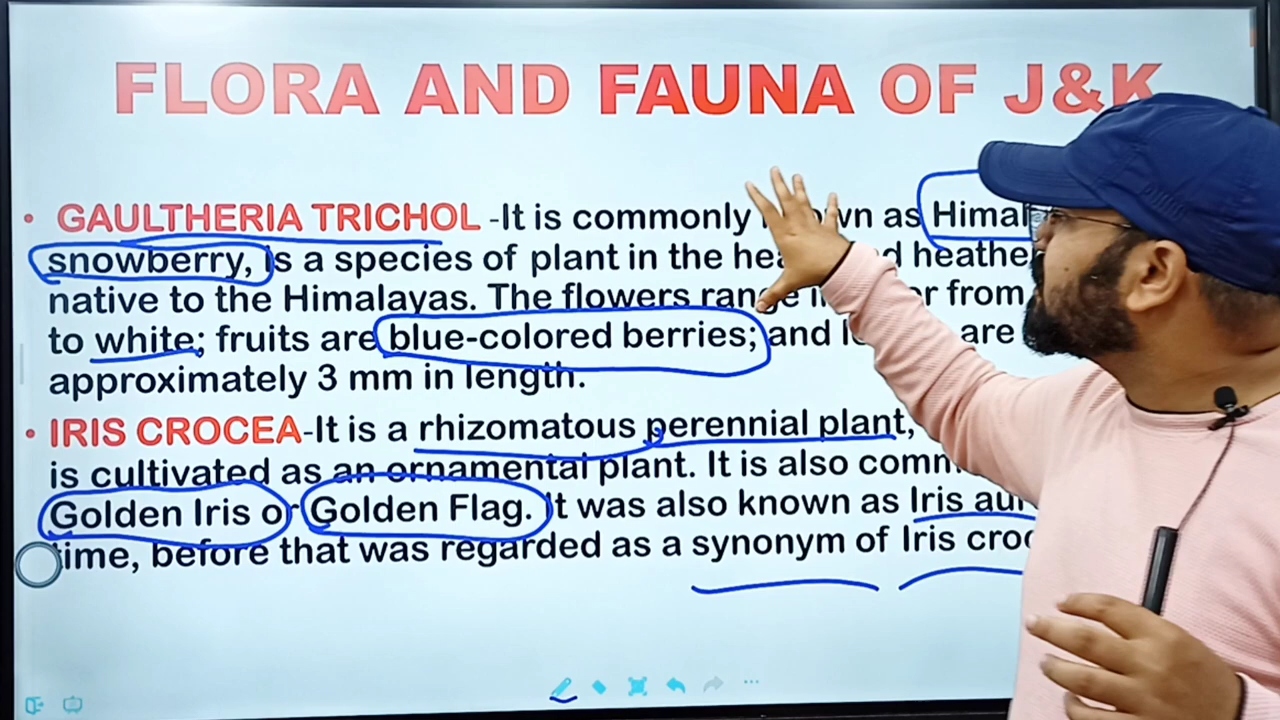 FLORA AND FAUNA OF J&K
• GAULTHERIA TRICHOL -It is commonly as
snowberry, is a species of plant in the
native to the Himalayas. The flowers range from
to white; fruits are blue-colored berries; and are
approximately 3 mm in length.
• IRIS CROCEA-It is a rhizomatous perennial plant,
is cultivated as an ornamental plant. It is also
Golden Iris or Golden Flag. It was also known as Iris
time, before that was regarded as a synonym of Iris